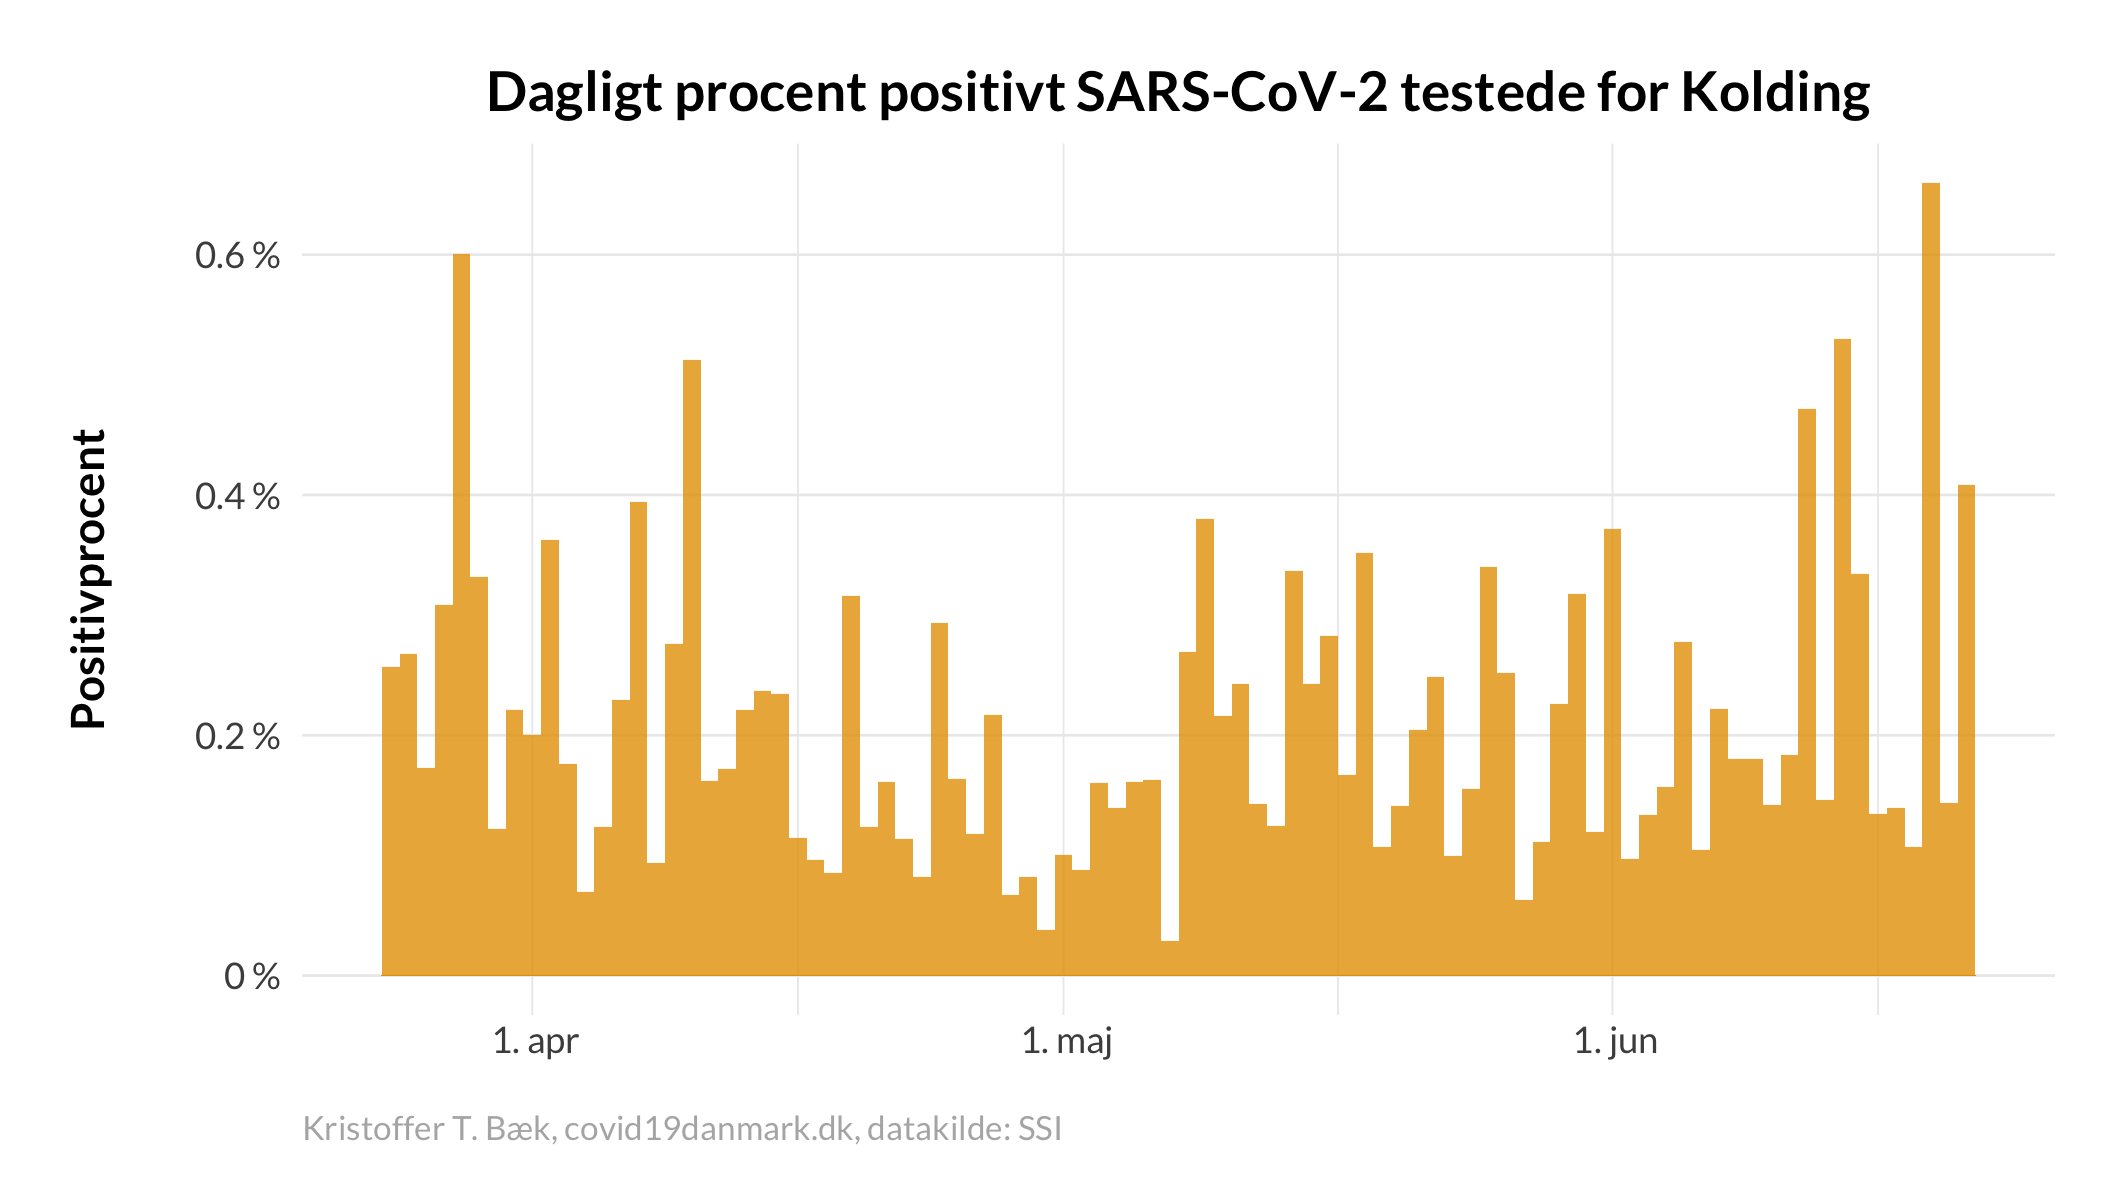 Dagligt procent positivt SARS-CoV-2 testede for Kolding
Positivprocent
0.6 %
0.4 %
0.2 %
0 %
1. apr
1. maj
1. jun
Kristoffer T. Bæk, covid19danmark.dk, datakilde: SSI